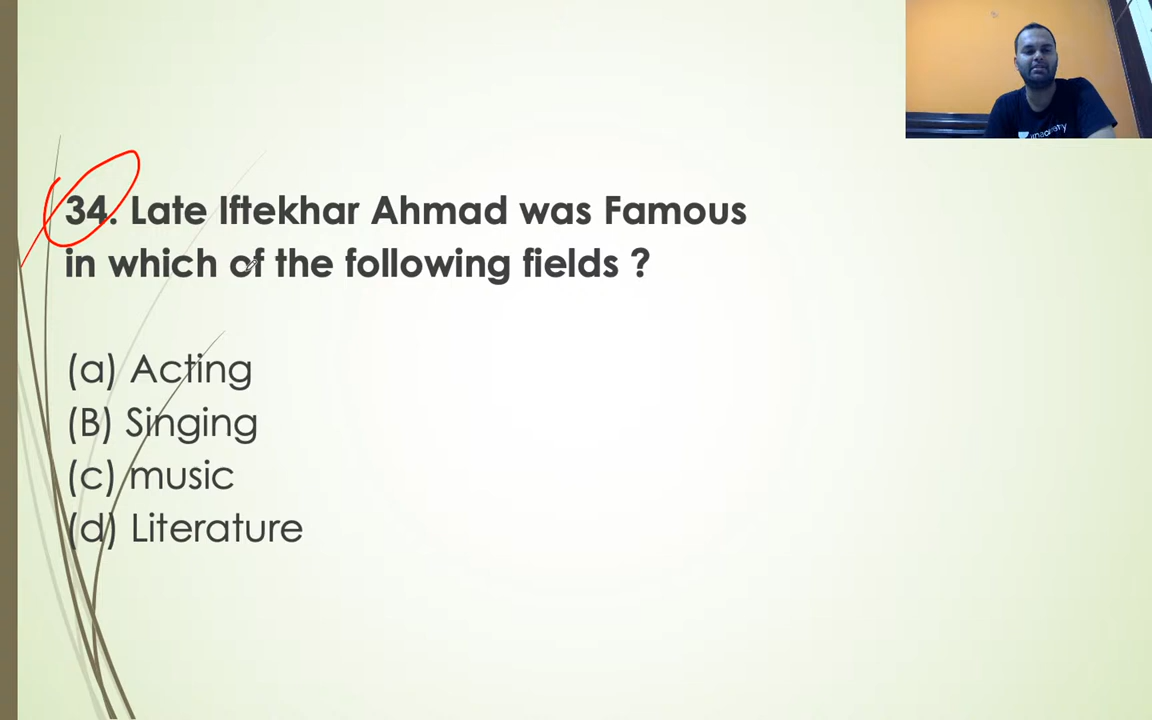 34. Late Iftekhar Ahmad was Famous
in which of the following fields ?
(a) Acting
(B) Singing
(c) music
(d) Literature